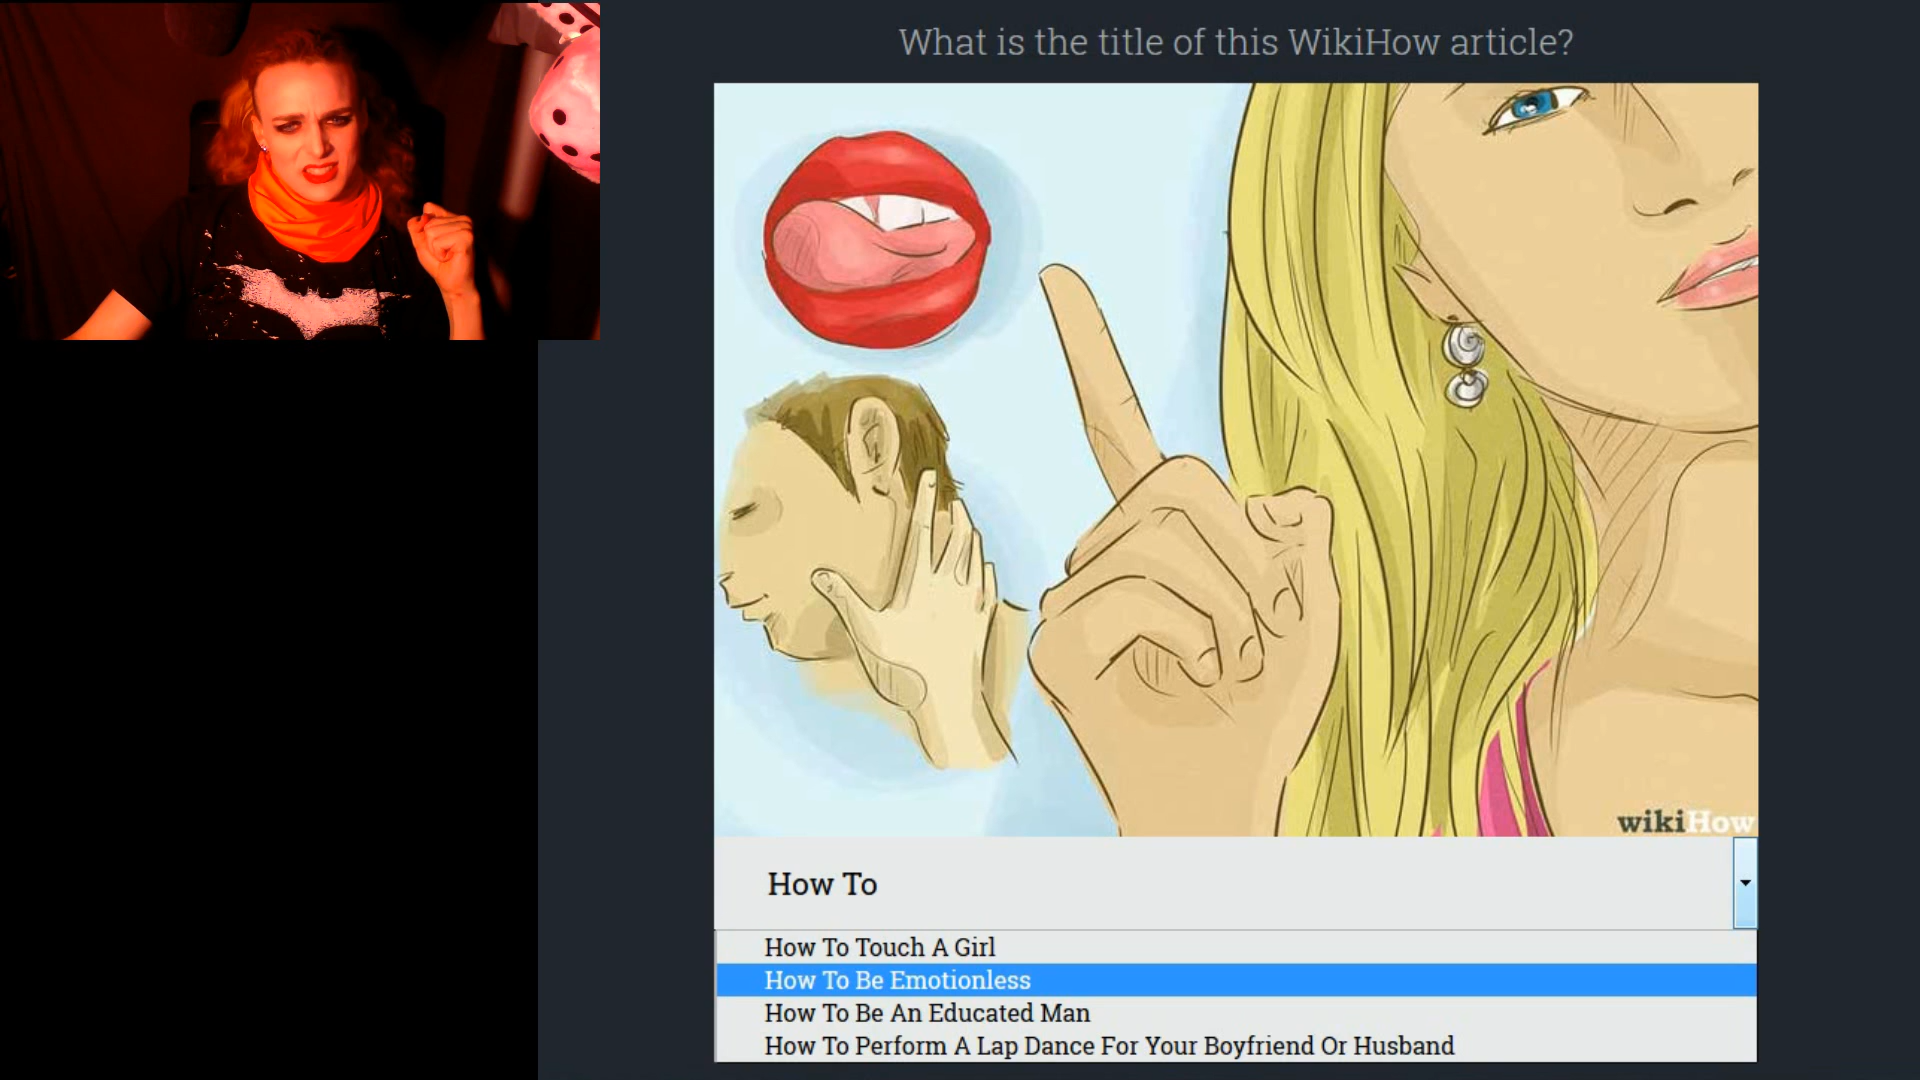 What is the title of this WikiHow article?
wikiHow
How To
How To Touch A Girl
How To Be Emotionless
How To Be An Educated Man
How To Perform A Lap Dance For Your Boyfriend Or Husband